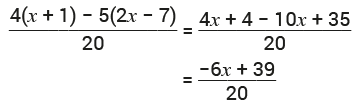 4(x + 1) − 5(2x − 7) / 20 = 4x + 4 − 10x + 35 / 20
= −6x + 39 / 20